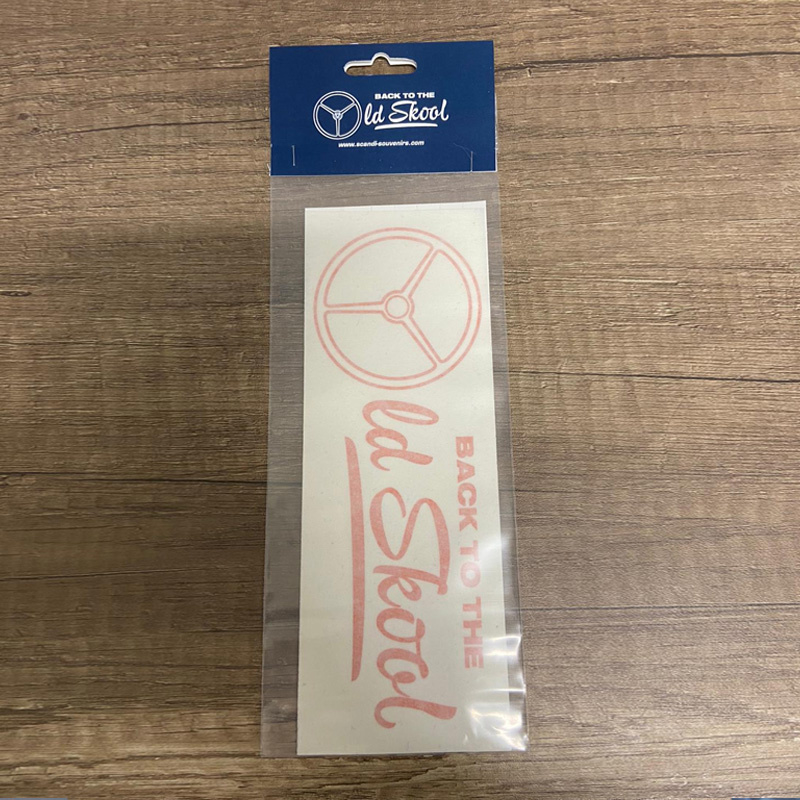 BACK TO THE
ld Skool
www.scandi-souvenirs.com
BACK TO THE
ld Skool